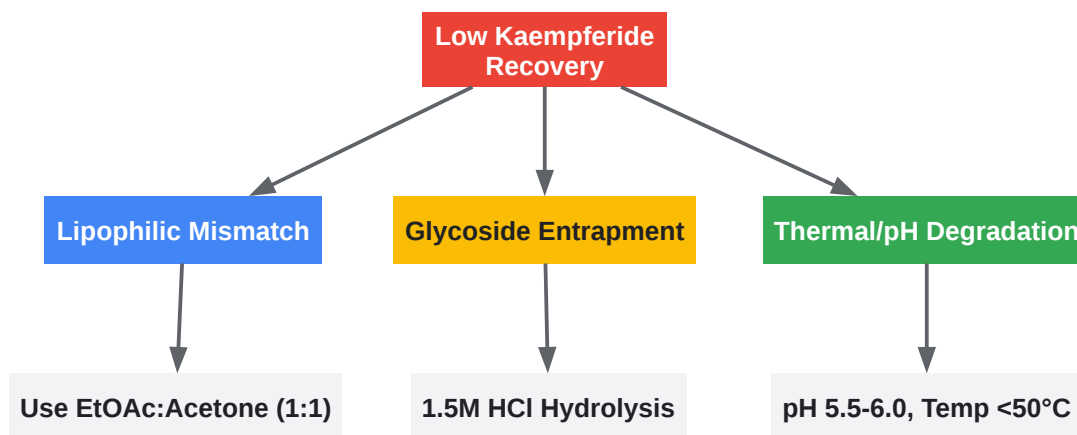 Low Kaempferide
Recovery
Lipophilic Mismatch
Glycoside Entrapment
Thermal/pH Degradation
Use EtOAc:Acetone (1:1)
1.5M HCl Hydrolysis
pH 5.5-6.0, Temp <50°C